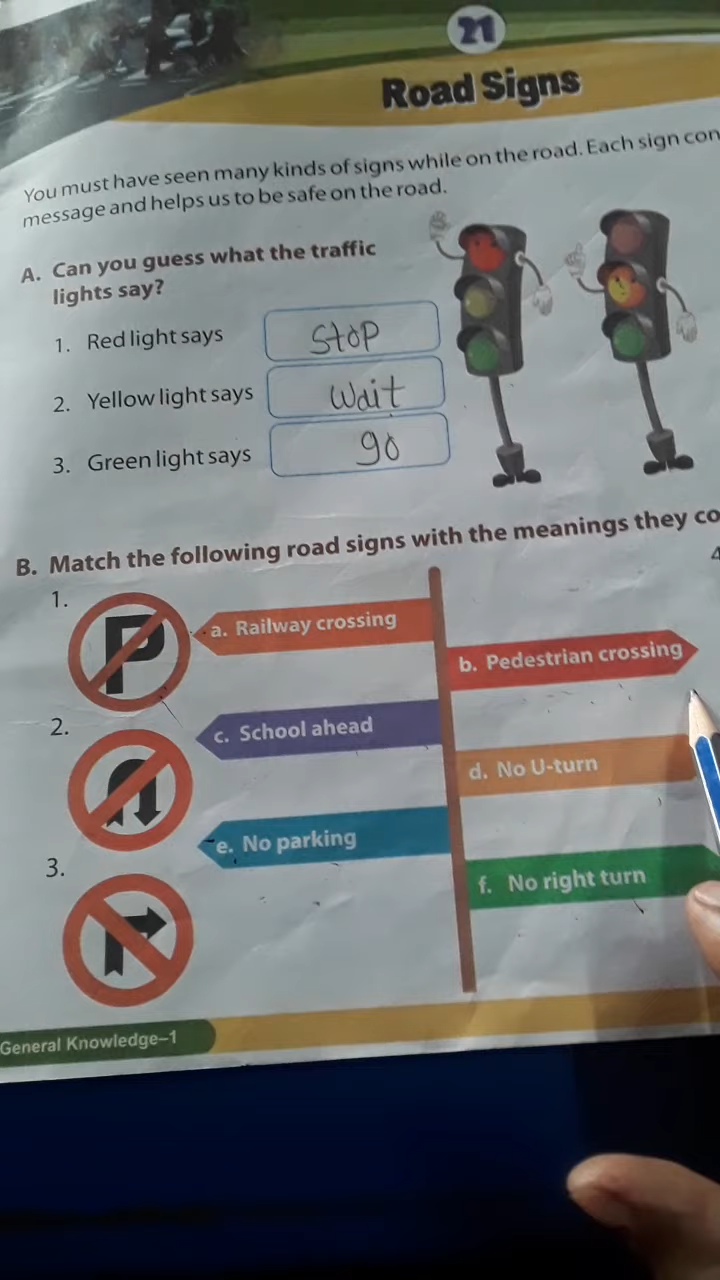 21
Road Signs
You must have seen many kinds of signs while on the road. Each sign con
message and helps us to be safe on the road.
A. Can you guess what the traffic
lights say?
1. Red light says
Stop
2. Yellow light says
Wait
3. Green light says
go
B. Match the following road signs with the meanings they co
4
1.
P
a. Railway crossing
b. Pedestrian crossing
2.
c. School ahead
d. No U-turn
e. No parking
3.
f. No right turn
General Knowledge–1